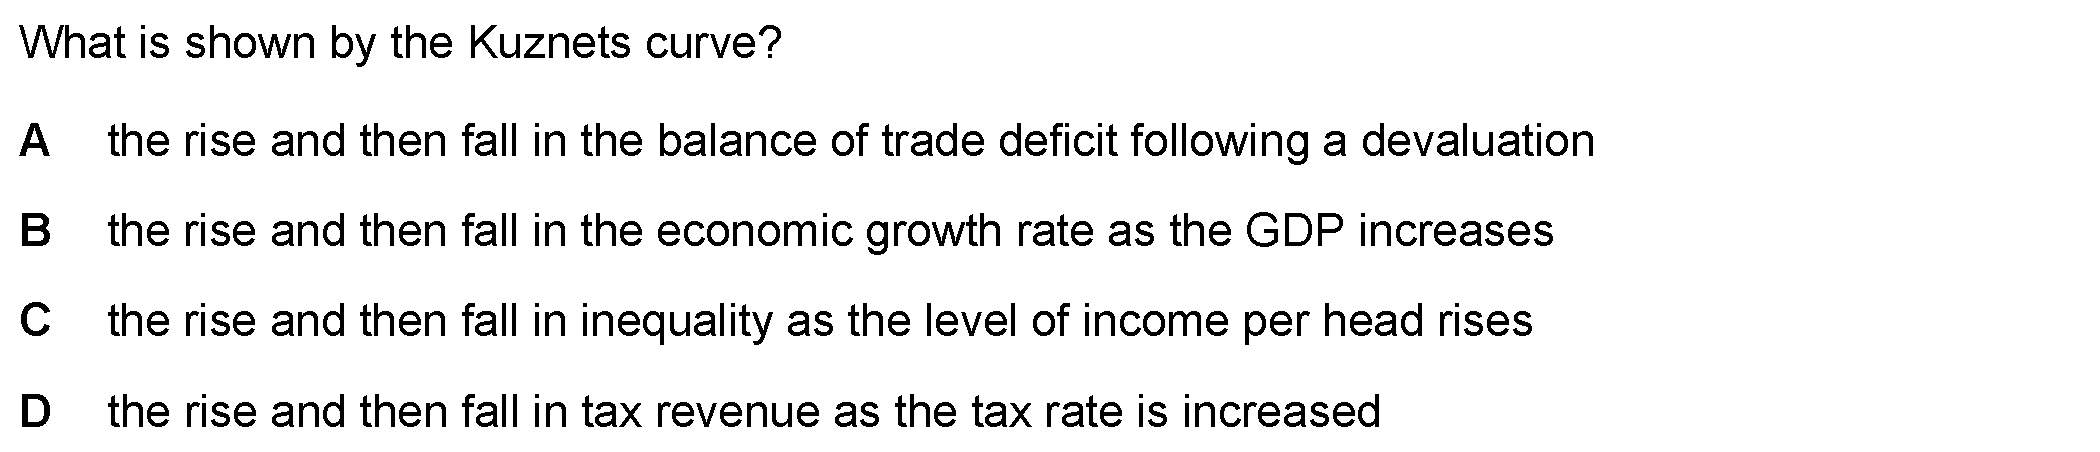 What is shown by the Kuznets curve?
A the rise and then fall in the balance of trade deficit following a devaluation
B the rise and then fall in the economic growth rate as the GDP increases
C the rise and then fall in inequality as the level of income per head rises
D the rise and then fall in tax revenue as the tax rate is increased